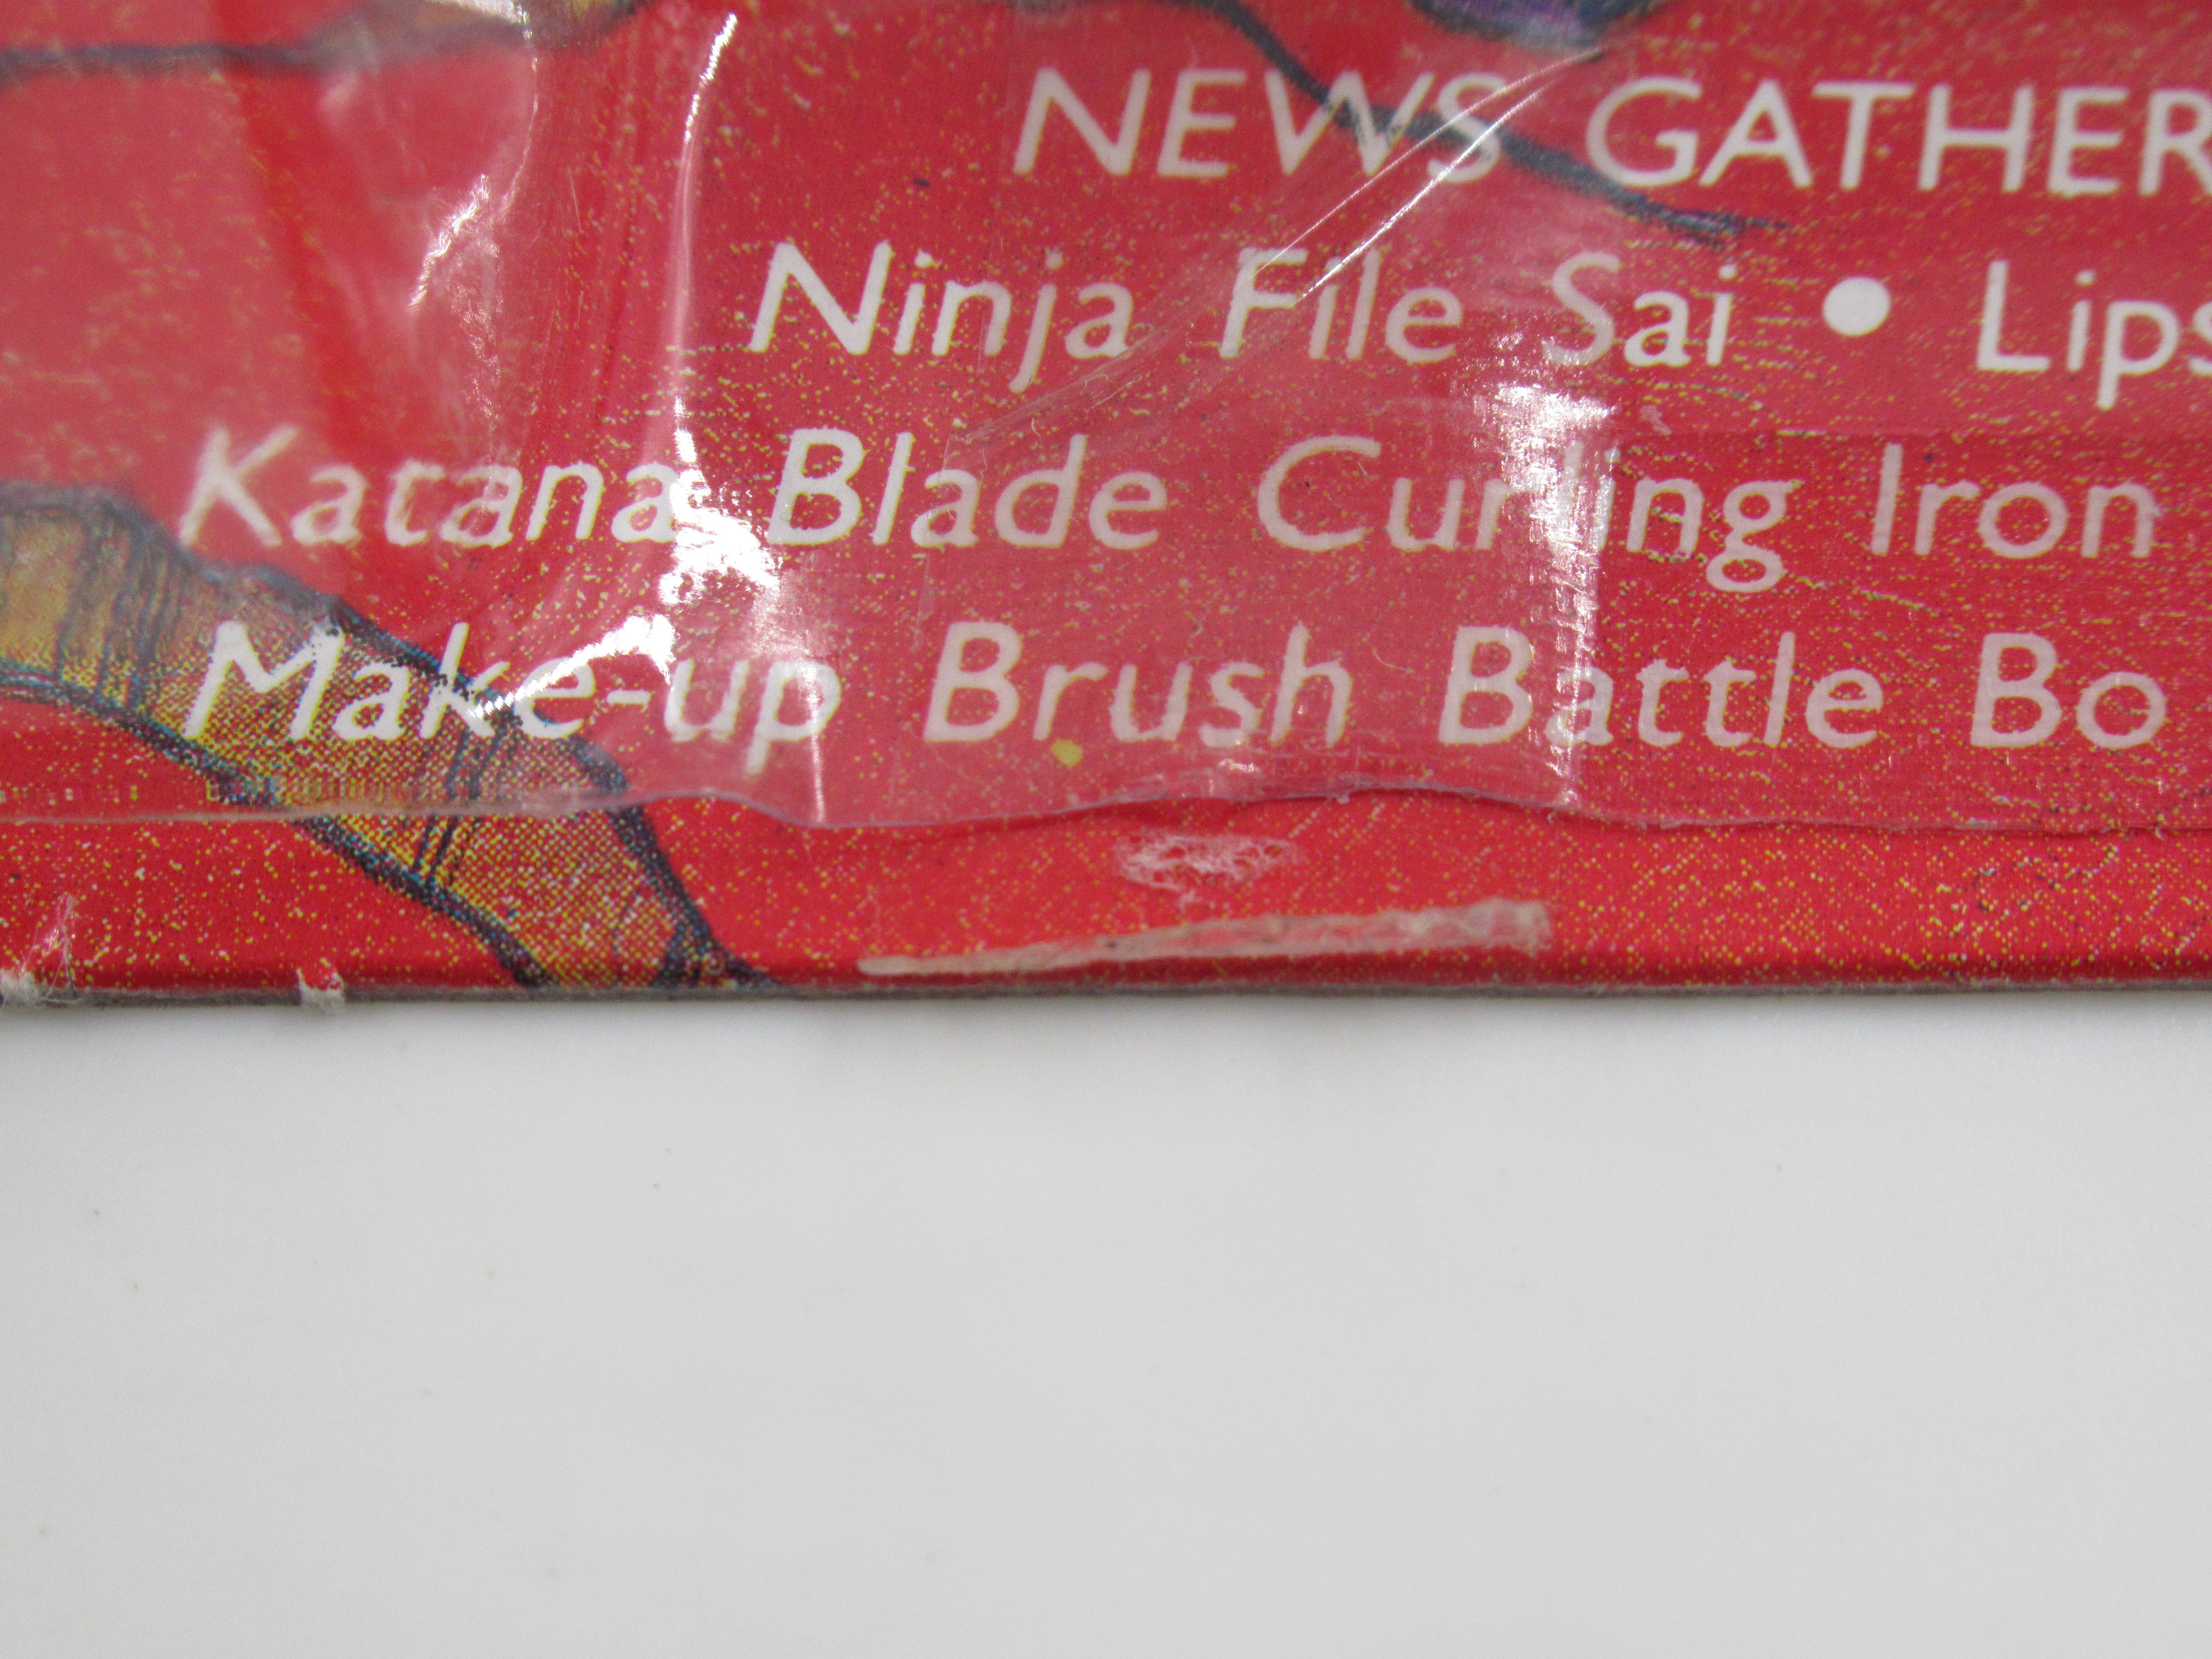 NEWS GATHER
Ninja File Sai • Lips
Katana Blade Curling Iron
Make-up Brush Battle Bo